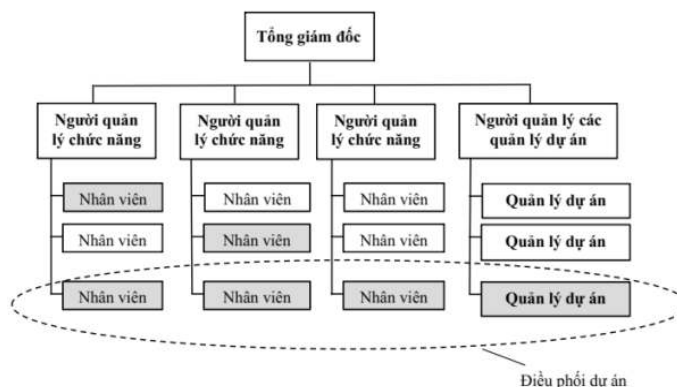 Tổng giám đốc
Người quản
lý chức năng
Người quản
lý chức năng
Người quản
lý chức năng
Người quản lý các
quản lý dự án
Nhân viên
Nhân viên
Nhân viên
Quản lý dự án
Nhân viên
Nhân viên
Nhân viên
Quản lý dự án
Nhân viên
Nhân viên
Nhân viên
Quản lý dự án
Điều phối dự án